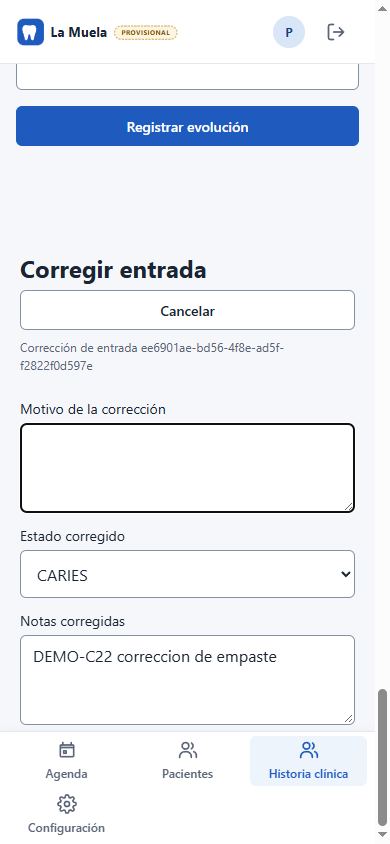 La Muela PROVISIONAL P
Registrar evolución
Corregir entrada
Cancelar
Corrección de entrada ee6901ae-bd56-4f8e-ad5f-
f2822f0d597e
Motivo de la corrección
Estado corregido
CARIES
Notas corregidas
DEMO-C22 correccion de empaste
Agenda Pacientes Historia clínica
Configuración